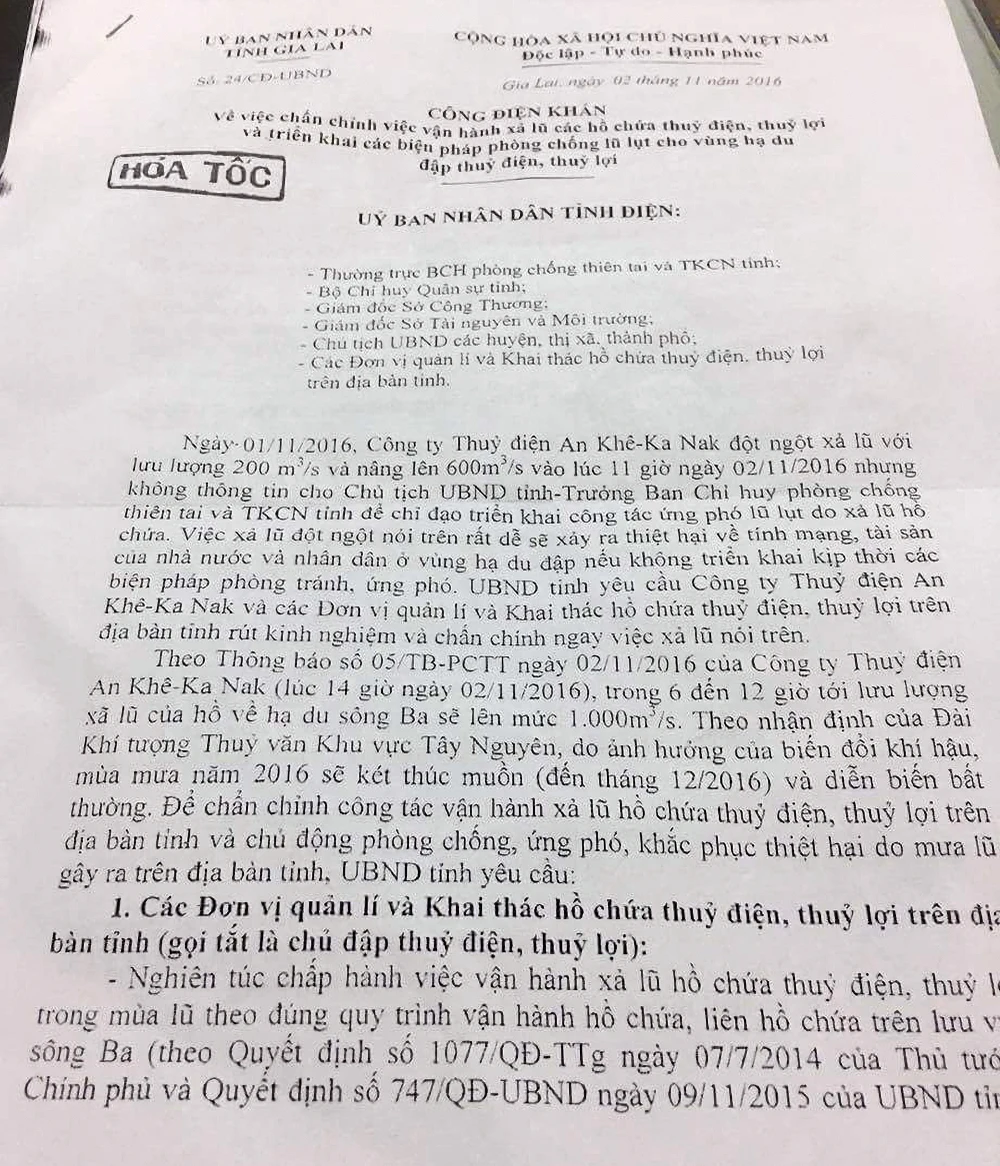 UỶ BAN NHÂN DÂN
TỈNH GIA LAI
Số: 24/CĐ-UBND
CỘNG HÒA XÃ HỘI CHỦ NGHĨA VIỆT NAM
Độc lập - Tự do - Hạnh phúc
Gia Lai, ngày 02 tháng 11 năm 2016
CÔNG ĐIỆN KHẨN
Về việc chấn chỉnh việc vận hành xả lũ các hồ chứa thuỷ điện, thuỷ lợi
và triển khai các biện pháp phòng chống lũ lụt cho vùng hạ du
đập thuỷ điện, thuỷ lợi
HỎA TỐC
UỶ BAN NHÂN DÂN TỈNH ĐIỆN:
- Thường trực BCH phòng chống thiên tai và TKCN tỉnh;
- Bộ Chỉ huy Quân sự tỉnh;
- Giám đốc Sở Công Thương;
- Giám đốc Sở Tài nguyên và Môi trường;
- Chủ tịch UBND các huyện, thị xã, thành phố;
- Các Đơn vị quản lí và Khai thác hồ chứa thuỷ điện, thuỷ lợi
trên địa bàn tỉnh.
Ngày 01/11/2016, Công ty Thuỷ điện An Khê-Ka Nak đột ngột xả lũ với
lưu lượng 200 m³/s và nâng lên 600m³/s vào lúc 11 giờ ngày 02/11/2016 nhưng
không thông tin cho Chủ tịch UBND tỉnh-Trưởng Ban Chỉ huy phòng chống
thiên tai và TKCN tỉnh để chỉ đạo triển khai công tác ứng phó lũ lụt do xả lũ hồ
chứa. Việc xả lũ đột ngột nói trên rất dễ sẽ xảy ra thiệt hại về tính mạng, tài sản
của nhà nước và nhân dân ở vùng hạ du đập nếu không triển khai kịp thời các
biện pháp phòng tránh, ứng phó. UBND tỉnh yêu cầu Công ty Thuỷ điện An
Khê-Ka Nak và các Đơn vị quản lí và Khai thác hồ chứa thuỷ điện, thuỷ lợi trên
địa bàn tỉnh rút kinh nghiệm và chấn chỉnh ngay việc xả lũ nói trên.
Theo Thông báo số 05/TB-PCTT ngày 02/11/2016 của Công ty Thuỷ điện
An Khê-Ka Nak (lúc 14 giờ ngày 02/11/2016), trong 6 đến 12 giờ tới lưu lượng
xã lũ của hồ về hạ du sông Ba sẽ lên mức 1.000m³/s. Theo nhận định của Đài
Khí tượng Thuỷ văn Khu vực Tây Nguyên, do ảnh hưởng của biến đổi khí hậu,
mùa mưa năm 2016 sẽ kết thúc muồn (đến tháng 12/2016) và diễn biến bất
thường. Để chấn chỉnh công tác vận hành xả lũ hồ chứa thuỷ điện, thuỷ lợi trên
địa bàn tỉnh và chủ động phòng chống, ứng phó, khắc phục thiệt hại do mưa lũ
gây ra trên địa bàn tỉnh, UBND tỉnh yêu cầu:
1. Các Đơn vị quản lí và Khai thác hồ chứa thuỷ điện, thuỷ lợi trên địa
bàn tỉnh (gọi tắt là chủ đập thuỷ điện, thuỷ lợi):
- Nghiên túc chấp hành việc vận hành xả lũ hồ chứa thuỷ điện, thuỷ
trong mùa lũ theo đúng quy trình vận hành hồ chứa, liên hồ chứa trên lưu
sông Ba (theo Quyết định số 1077/QĐ-TTg ngày 07/7/2014 của Thủ
Chính phủ và Quyết định số 747/QĐ-UBND ngày 09/11/2015 của UBND